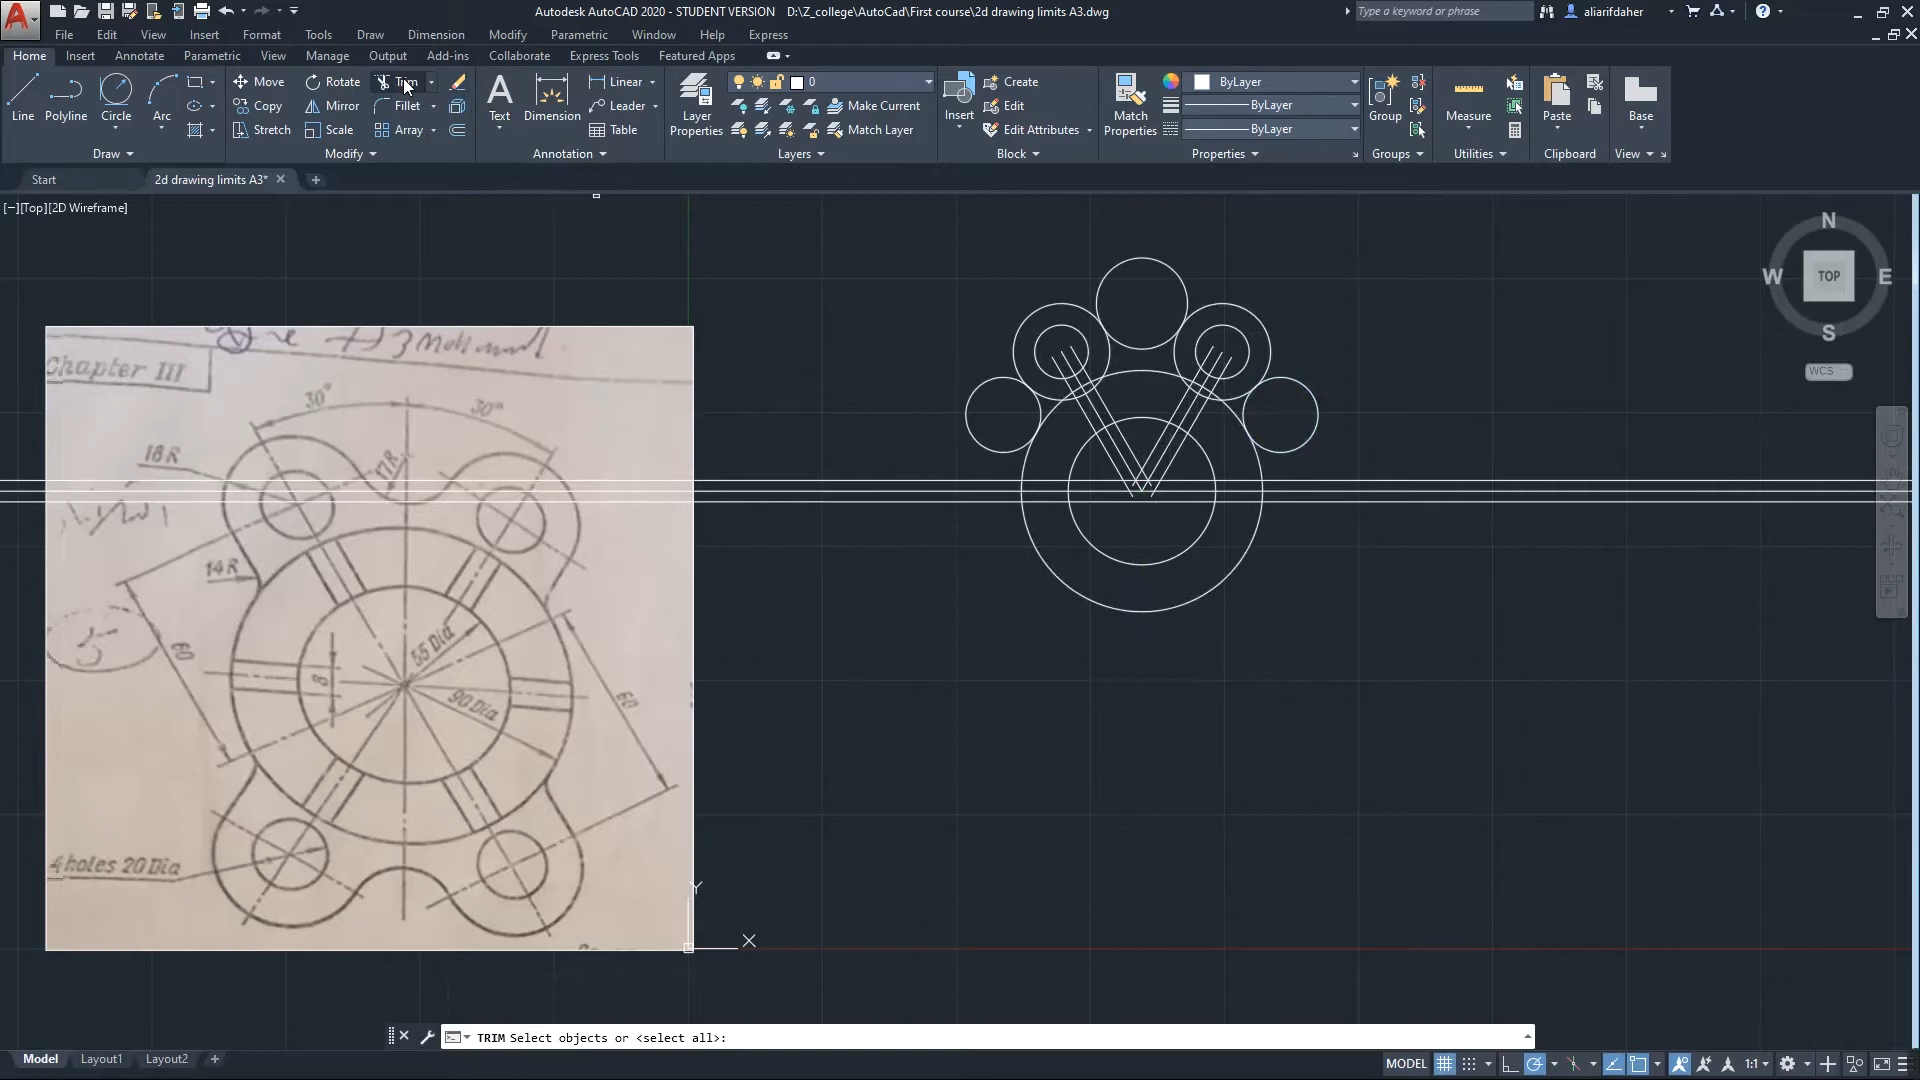 Autodesk AutoCAD 2020 - STUDENT VERSION D:\Z_college\AutoCad\First course\2d drawing limits A3.dwg
Type a keyword or phrase
aliarifdaher
File Edit View Insert Format Tools Draw Dimension Modify Parametric Window Help Express
Home Insert Annotate Parametric View Manage Output Add-ins Collaborate Express Tools Featured Apps
Line Polyline Circle Arc
Move Rotate Trim
Copy Mirror Fillet
Stretch Scale Array
Text Dimension
Linear
Leader
Table
Layer Properties
0
Make Current
Match Layer
Insert
Create
Edit
Edit Attributes
Match Properties
ByLayer
ByLayer
ByLayer
Group Measure Paste Base
Draw Modify Annotation Layers Block Properties Groups Utilities Clipboard View
Start 2d drawing limits A3* +
[−][Top][2D Wireframe]
N
W TOP E
S
WCS
Chapter III
30° 30°
18R
17R
14R
60
8
55 Dia
90 Dia
60
4 holes 20 Dia
Y
X
TRIM Select objects or <select all>:
Model Layout1 Layout2 +
MODEL 1:1